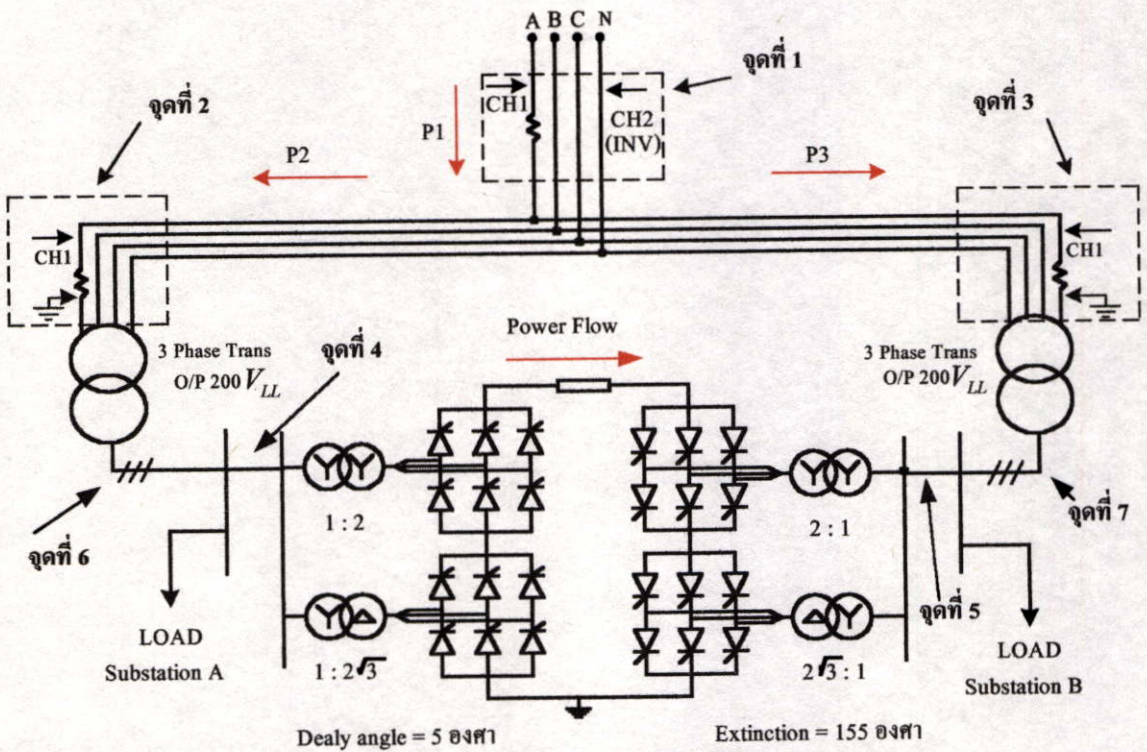 A B C N
จุดที่ 1
จุดที่ 2
จุดที่ 3
CH1
CH2
(INV)
P1
P2
P3
CH1
CH1
Power Flow
3 Phase Trans
O/P 200 V_LL
จุดที่ 4
3 Phase Trans
O/P 200 V_LL
1 : 2
2 : 1
จุดที่ 6
จุดที่ 7
จุดที่ 5
LOAD
Substation A
1 : 2√3
2√3 : 1
LOAD
Substation B
Dealy angle = 5 องศา
Extinction = 155 องศา